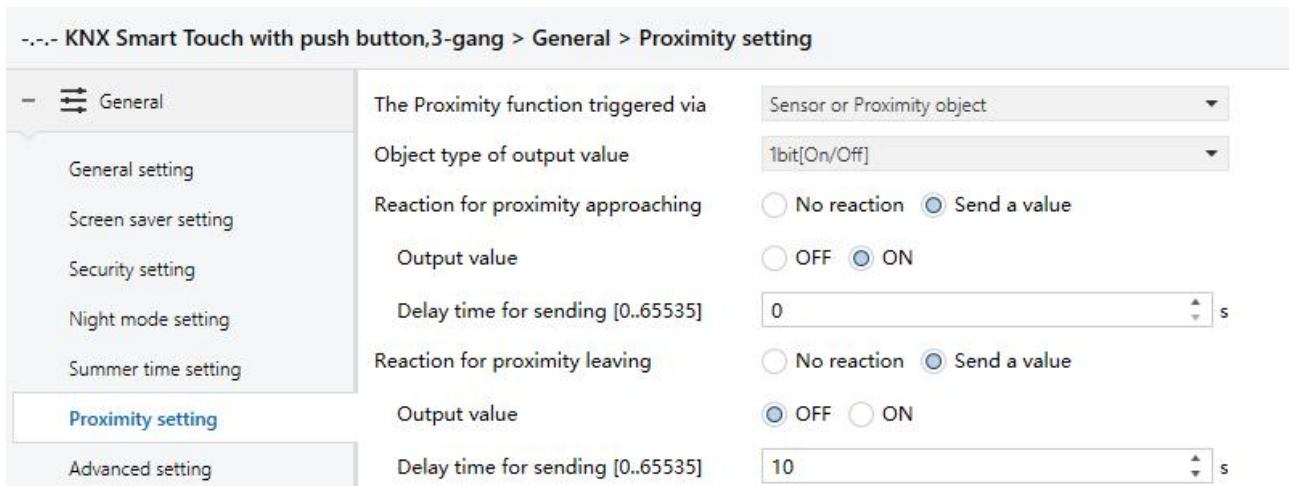 -.-.- KNX Smart Touch with push button,3-gang > General > Proximity setting
General
General setting
Screen saver setting
Security setting
Night mode setting
Summer time setting
Proximity setting
Advanced setting
The Proximity function triggered via Sensor or Proximity object
Object type of output value 1bit[On/Off]
Reaction for proximity approaching No reaction Send a value
Output value OFF ON
Delay time for sending [0..65535] 0 s
Reaction for proximity leaving No reaction Send a value
Output value OFF ON
Delay time for sending [0..65535] 10 s